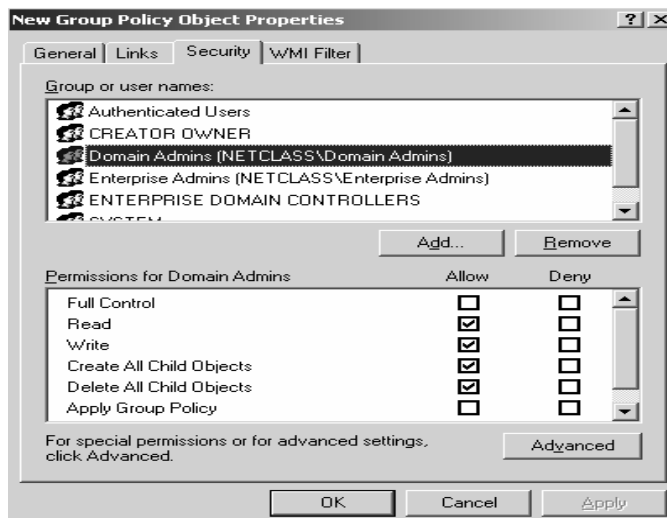 New Group Policy Object Properties
General Links Security WMI Filter
Group or user names:
Authenticated Users
CREATOR OWNER
Domain Admins (NETCLASS\Domain Admins)
Enterprise Admins (NETCLASS\Enterprise Admins)
ENTERPRISE DOMAIN CONTROLLERS
SYSTEM
Add... Remove
Permissions for Domain Admins Allow Deny
Full Control
Read
Write
Create All Child Objects
Delete All Child Objects
Apply Group Policy
For special permissions or for advanced settings,
click Advanced.
Advanced
OK Cancel Apply